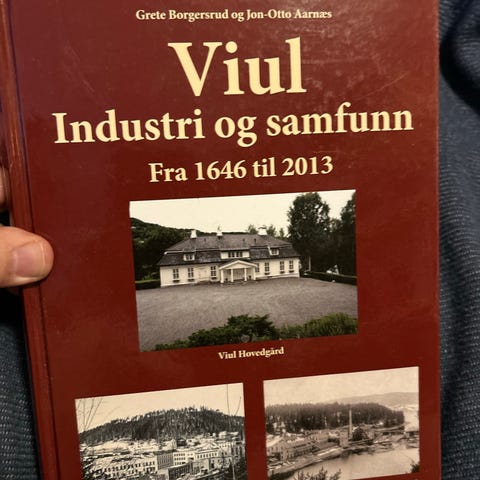 Grete Borgersrud og Jon-Otto Aarnæs
Viul
Industri og samfunn
Fra 1646 til 2013
Viul Hovedgård